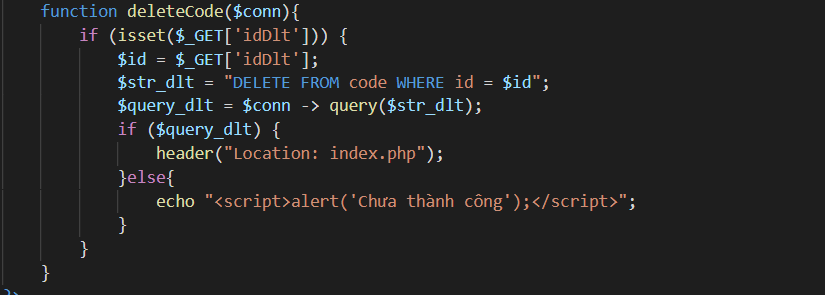 function deleteCode($conn){
if (isset($_GET['idDlt'])) {
$id = $_GET['idDlt'];
$str_dlt = "DELETE FROM code WHERE id = $id";
$query_dlt = $conn -> query($str_dlt);
if ($query_dlt) {
header("Location: index.php");
}else{
echo "<script>alert('Chưa thành công');</script>";
}
}
}